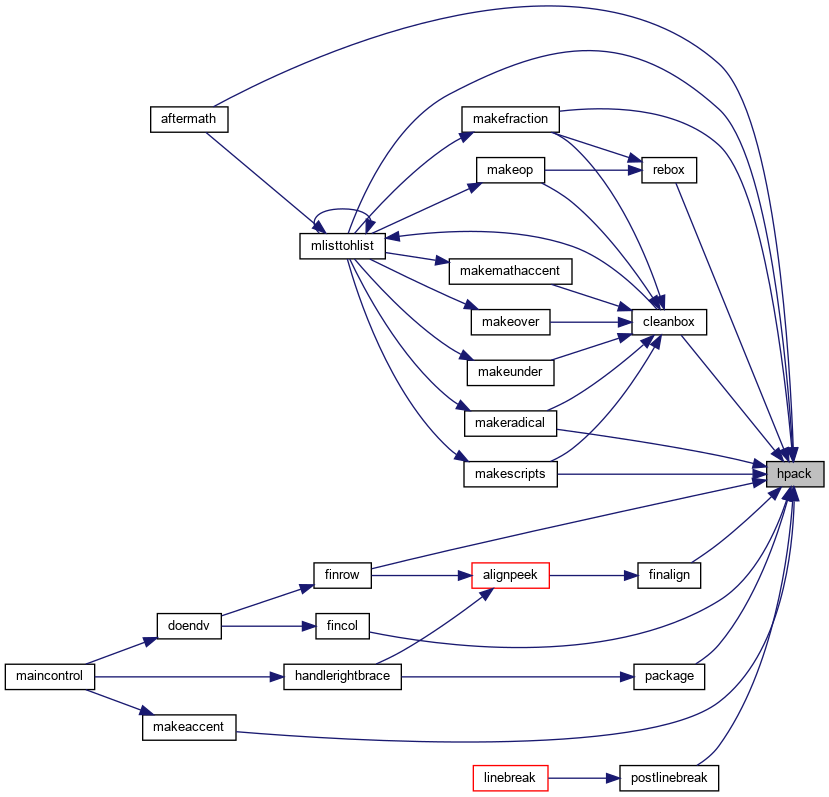 aftermath
makefraction
makeop
rebox
mlisttohlist
makemathaccent
makeover
cleanbox
makeunder
makeradical
makescripts
hpack
finrow
alignpeek
finalign
doendv
fincol
maincontrol
handlerightbrace
package
makeaccent
linebreak
postlinebreak